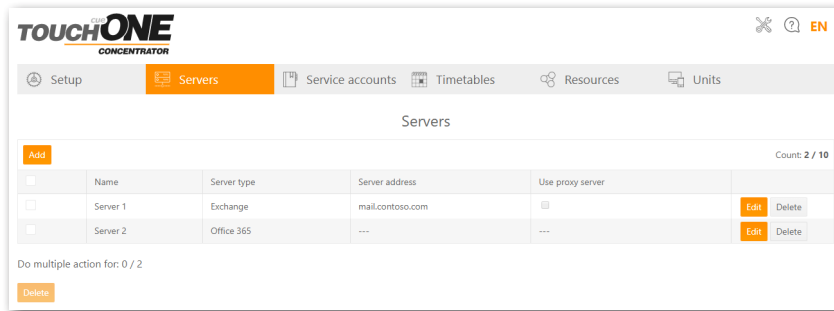 cue
TOUCHONE
CONCENTRATOR
EN
Setup Servers Service accounts Timetables Resources Units
Servers
Add Count: 2 / 10
Name Server type Server address Use proxy server
Server 1 Exchange mail.contoso.com Edit Delete
Server 2 Office 365 --- --- Edit Delete
Do multiple action for: 0 / 2
Delete